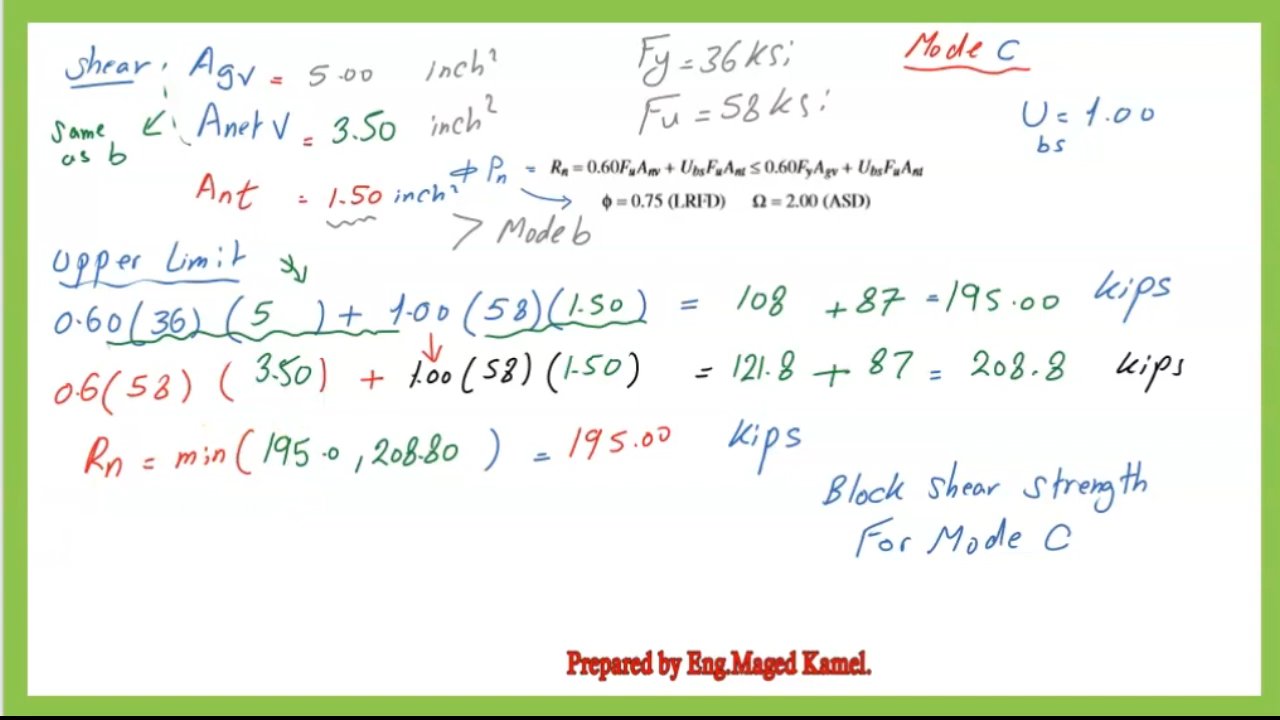 Mode C
Shear: Agv = 5.00 inch²
Fy = 36 ksi
same as b
Anet V = 3.50 inch²
Fu = 58 ksi
U bs = 1.00
Ant = 1.50 inch²
ϕ Pn = Rn = 0.60FuAnv + UbsFuAnt ≤ 0.60FyAgv + UbsFuAnt
ϕ = 0.75 (LRFD) Ω = 2.00 (ASD)
> Mode b
Upper Limit
0.60(36) (5 ) + 1.00 (58)(1.50) = 108 + 87 = 195.00 kips
0.6(58) (3.50) + 1.00(58)(1.50) = 121.8 + 87 = 208.8 kips
Rn = min(195.0, 208.80) = 195.00 kips
Block shear strength
For Mode C
Prepared by Eng.Maged Kamel.